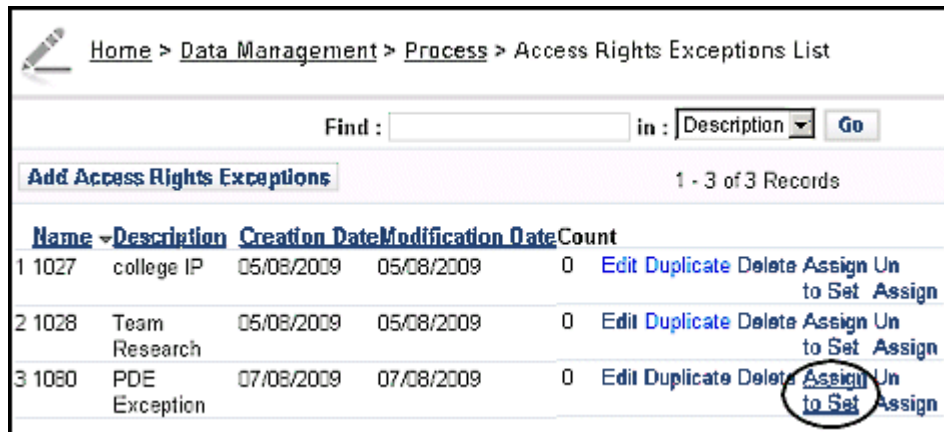 Home > Data Management > Process > Access Rights Exceptions List
Find : in : Description Go
Add Access Rights Exceptions 1 - 3 of 3 Records
Name Description Creation Date Modification Date Count
1 1027 college IP 05/08/2009 05/08/2009 0 Edit Duplicate Delete Assign Un
to Set Assign
2 1028 Team 05/08/2009 05/08/2009 0 Edit Duplicate Delete Assign Un
Research to Set Assign
3 1080 PDE 07/08/2009 07/08/2009 0 Edit Duplicate Delete Assign Un
Exception to Set Assign